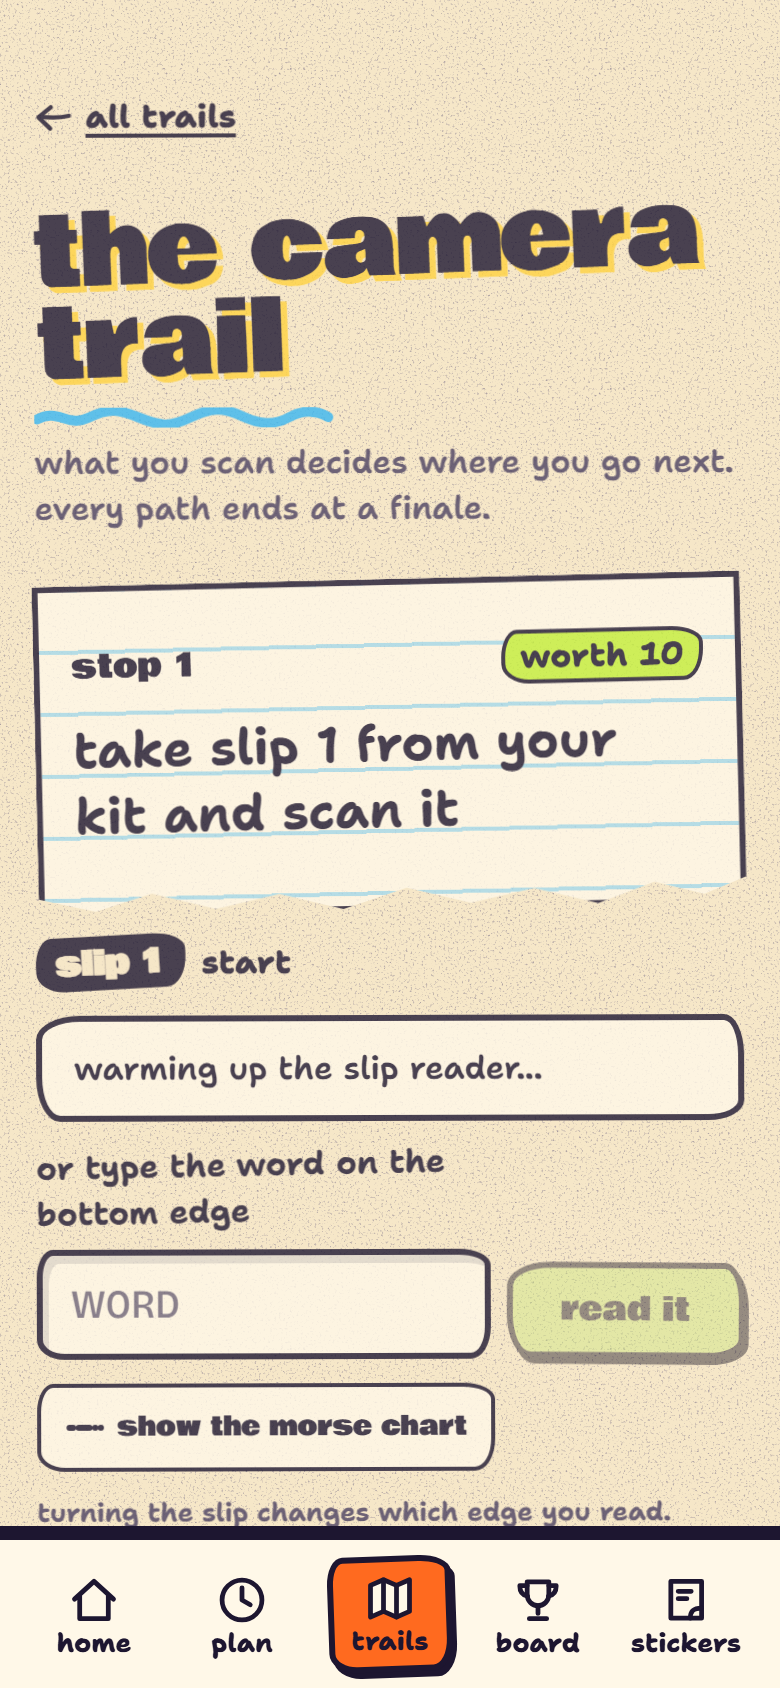 ← all trails
the camera
trail
what you scan decides where you go next.
every path ends at a finale.
stop 1
worth 10
take slip 1 from your
kit and scan it
slip 1 start
warming up the slip reader...
or type the word on the
bottom edge
WORD
read it
show the morse chart
turning the slip changes which edge you read.
home
plan
trails
board
stickers